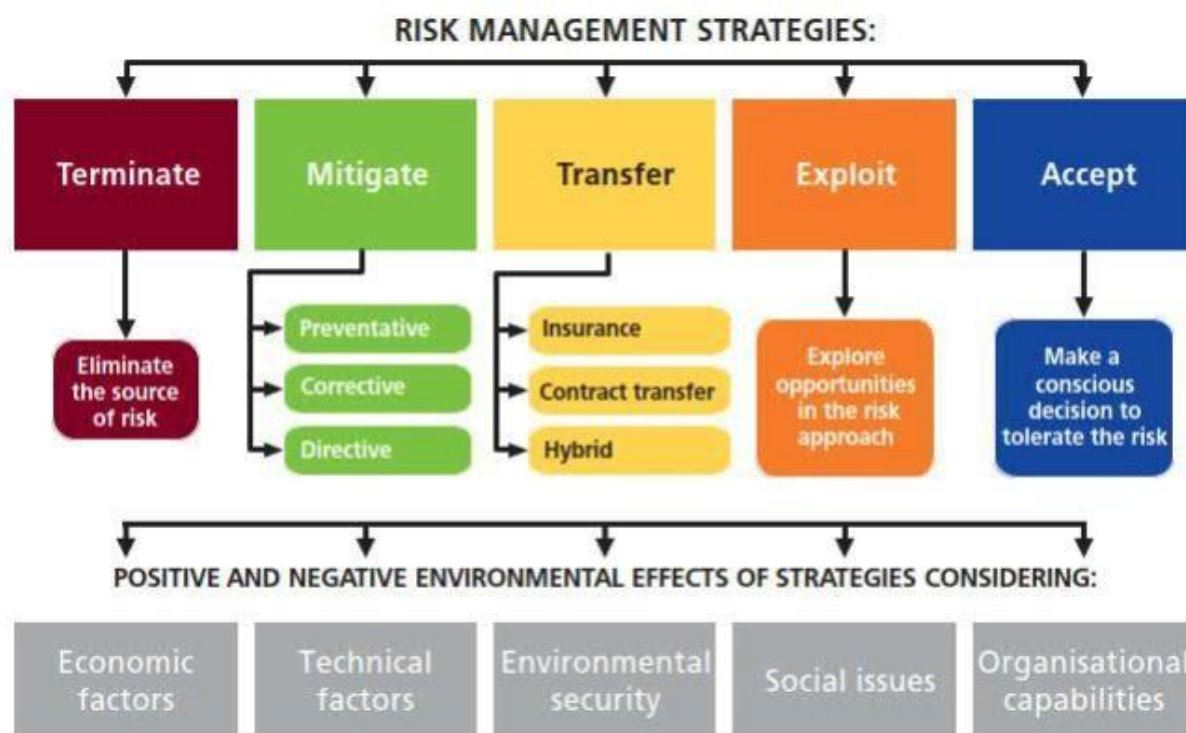 RISK MANAGEMENT STRATEGIES:
Terminate
Mitigate
Transfer
Exploit
Accept
Eliminate
the source
of risk
Preventative
Corrective
Directive
Insurance
Contract transfer
Hybrid
Explore
opportunities
in the risk
approach
Make a
conscious
decision to
tolerate the risk
POSITIVE AND NEGATIVE ENVIRONMENTAL EFFECTS OF STRATEGIES CONSIDERING:
Economic
factors
Technical
factors
Environmental
security
Social issues
Organisational
capabilities